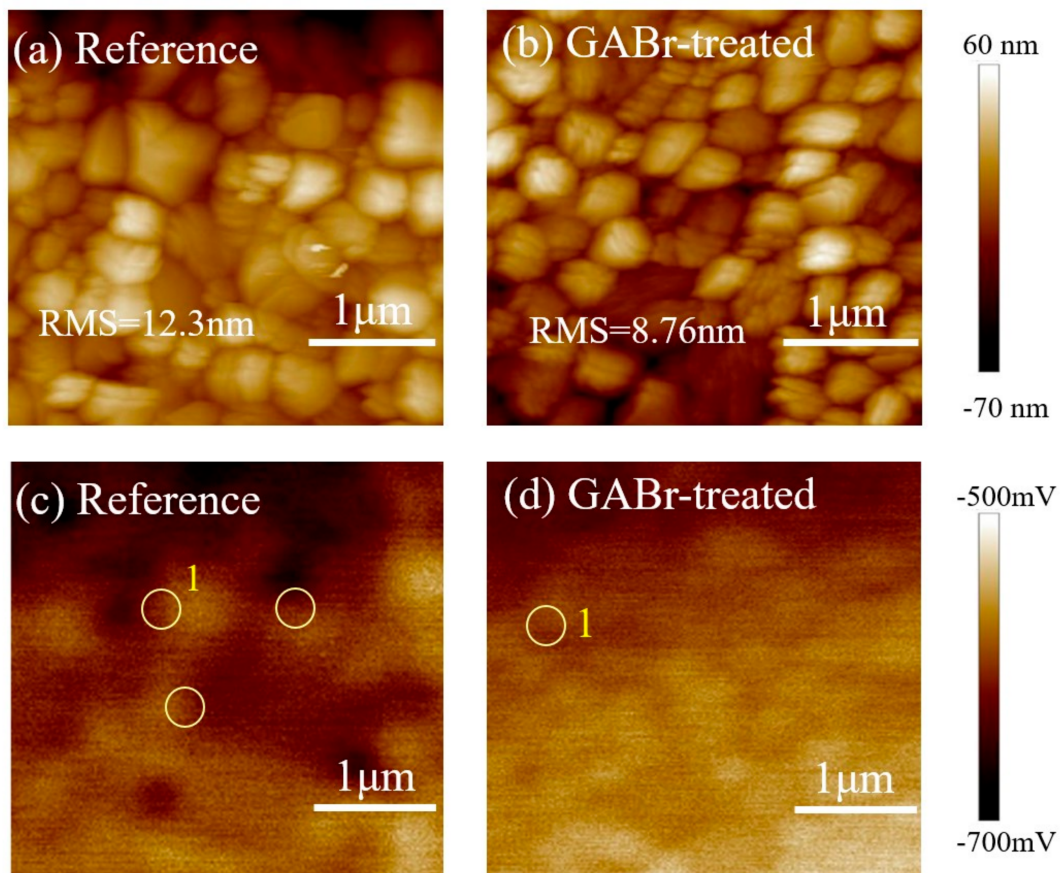 (a) Reference
(b) GABr-treated
60 nm
RMS=12.3nm
1μm
RMS=8.76nm
1μm
-70 nm
(c) Reference
(d) GABr-treated
-500mV
1
1
1μm
1μm
-700mV